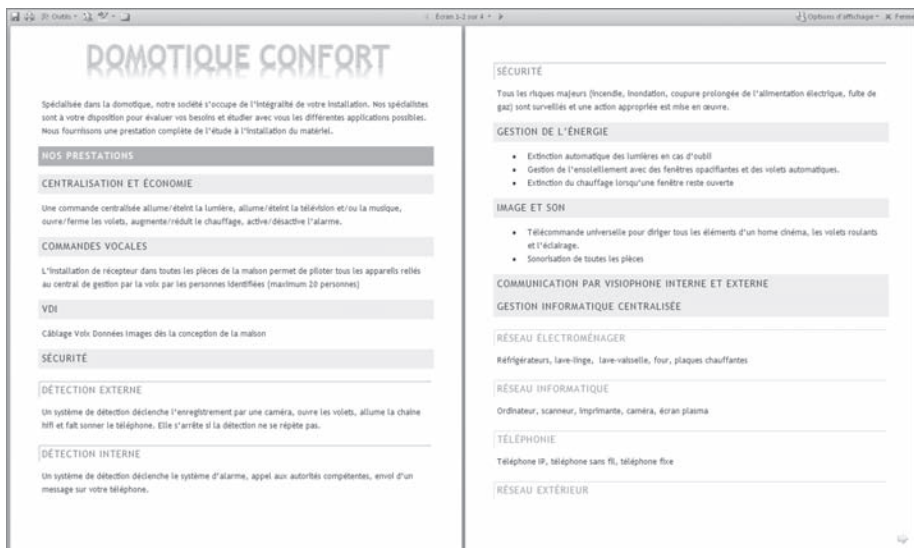 Outils
Écran 1-2 sur 4
Options d'affichage
Ferme
DOMOTIQUE CONFORT
Spécialisée dans la domotique, notre société s'occupe de l'intégralité de votre installation. Nos spécialistes
sont à votre disposition pour évaluer vos besoins et étudier avec vous les différentes applications possibles.
Nous fournissons une prestation complète de l'étude à l'installation du matériel.
NOS PRESTATIONS
CENTRALISATION ET ÉCONOMIE
Une commande centralisée allume/éteint la lumière, allume/éteint la télévision et/ou la musique,
ouvre/ferme les volets, augmente/réduit le chauffage, active/désactive l'alarme.
COMMANDES VOCALES
L'installation de récepteur dans toutes les pièces de la maison permet de piloter tous les appareils reliés
au central de gestion par la voix par les personnes identifiées (maximum 20 personnes)
VDI
Câblage Voix Données Images dès la conception de la maison
SÉCURITÉ
DÉTECTION EXTERNE
Un système de détection déclenche l'enregistrement par une caméra, ouvre les volets, allume la chaîne
hifi et fait sonner le téléphone. Elle s'arrête si la détection ne se répète pas.
DÉTECTION INTERNE
Un système de détection déclenche le système d'alarme, appel aux autorités compétentes, envoi d'un
message sur votre téléphone.
SÉCURITÉ
Tous les risques majeurs (incendie, inondation, coupure prolongée de l'alimentation électrique, fuite de
gaz) sont surveillés et une action appropriée est mise en œuvre.
GESTION DE L'ÉNERGIE
• Extinction automatique des lumières en cas d'oubli
• Gestion de l'ensoleillement avec des fenêtres opacifiantes et des volets automatiques.
• Extinction du chauffage lorsqu'une fenêtre reste ouverte
IMAGE ET SON
• Télécommande universelle pour diriger tous les éléments d'un home cinéma, les volets roulants
et l'éclairage.
• Sonorisation de toutes les pièces
COMMUNICATION PAR VISIOPHONE INTERNE ET EXTERNE
GESTION INFORMATIQUE CENTRALISÉE
RÉSEAU ÉLECTROMÉNAGER
Réfrigérateurs, lave-linge, lave-vaisselle, four, plaques chauffantes
RÉSEAU INFORMATIQUE
Ordinateur, scanneur, imprimante, caméra, écran plasma
TÉLÉPHONIE
Téléphone IP, téléphone sans fil, téléphone fixe
RÉSEAU EXTÉRIEUR